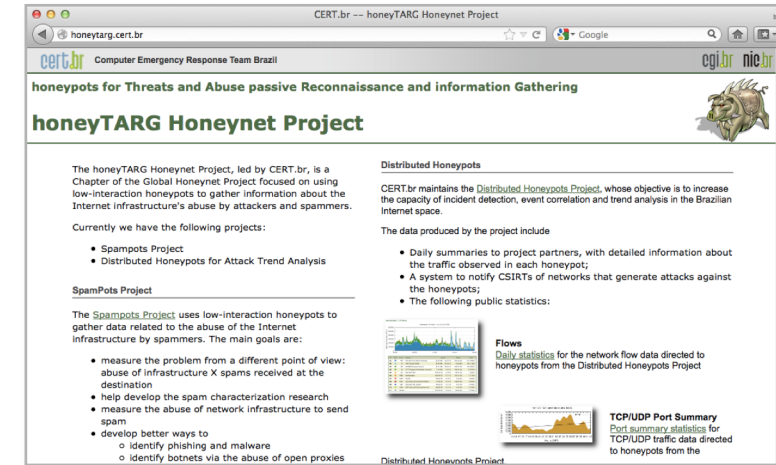 CERT.br -- honeyTARG Honeynet Project
honeytarg.cert.br
Google
cert.br Computer Emergency Response Team Brazil
cgi.br nic.br
honeypots for Threats and Abuse passive Reconnaissance and information Gathering
honeyTARG Honeynet Project
The honeyTARG Honeynet Project, led by CERT.br, is a
Chapter of the Global Honeynet Project focused on using
low-interaction honeypots to gather information about the
Internet infrastructure's abuse by attackers and spammers.
Currently we have the following projects:
• Spampots Project
• Distributed Honeypots for Attack Trend Analysis
SpamPots Project
The Spampots Project uses low-interaction honeypots to
gather data related to the abuse of the Internet
infrastructure by spammers. The main goals are:
• measure the problem from a different point of view:
abuse of infrastructure X spams received at the
destination
• help develop the spam characterization research
• measure the abuse of network infrastructure to send
spam
• develop better ways to
o identify phishing and malware
o identify botnets via the abuse of open proxies
Distributed Honeypots
CERT.br maintains the Distributed Honeypots Project, whose objective is to increase
the capacity of incident detection, event correlation and trend analysis in the Brazilian
Internet space.
The data produced by the project include
• Daily summaries to project partners, with detailed information about
the traffic observed in each honeypot;
• A system to notify CSIRTs of networks that generate attacks against
the honeypots;
• The following public statistics:
Flows
Daily statistics for the network flow data directed to
honeypots from the Distributed Honeypots Project
TCP/UDP Port Summary
Port summary statistics for
TCP/UDP traffic data directed
to honeypots from the
Distributed Honeypots Project